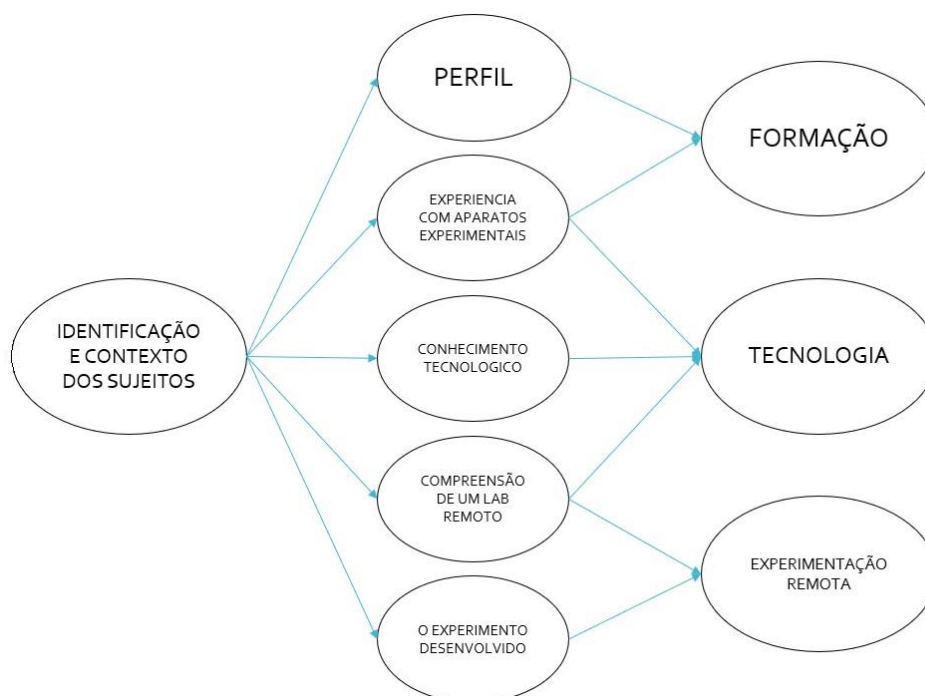 PERFIL
FORMAÇÃO
EXPERIENCIA
COM APARATOS
EXPERIMENTAIS
IDENTIFICAÇÃO
E CONTEXTO
DOS SUJEITOS
CONHECIMENTO
TECNOLOGICO
TECNOLOGIA
COMPREENSÃO
DE UM LAB
REMOTO
EXPERIMENTAÇÃO
REMOTA
O EXPERIMENTO
DESENVOLVIDO